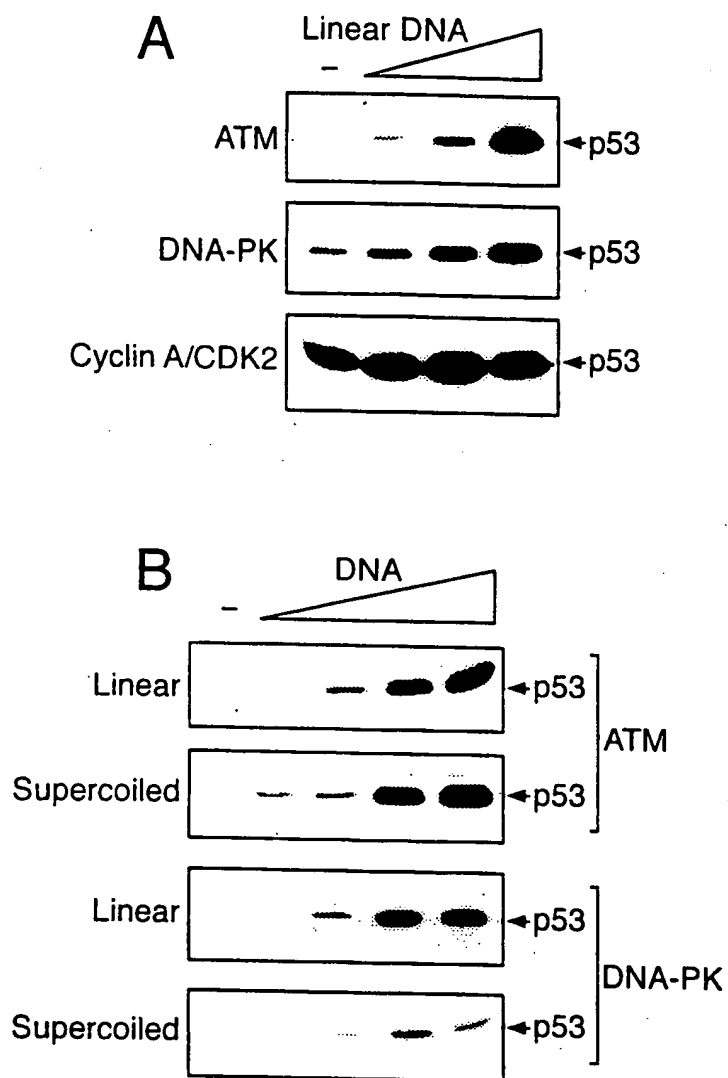 A
Linear DNA
–
ATM
p53
DNA-PK
p53
Cyclin A/CDK2
p53
B
DNA
–
Linear
p53
ATM
Supercoiled
p53
Linear
p53
DNA-PK
Supercoiled
p53